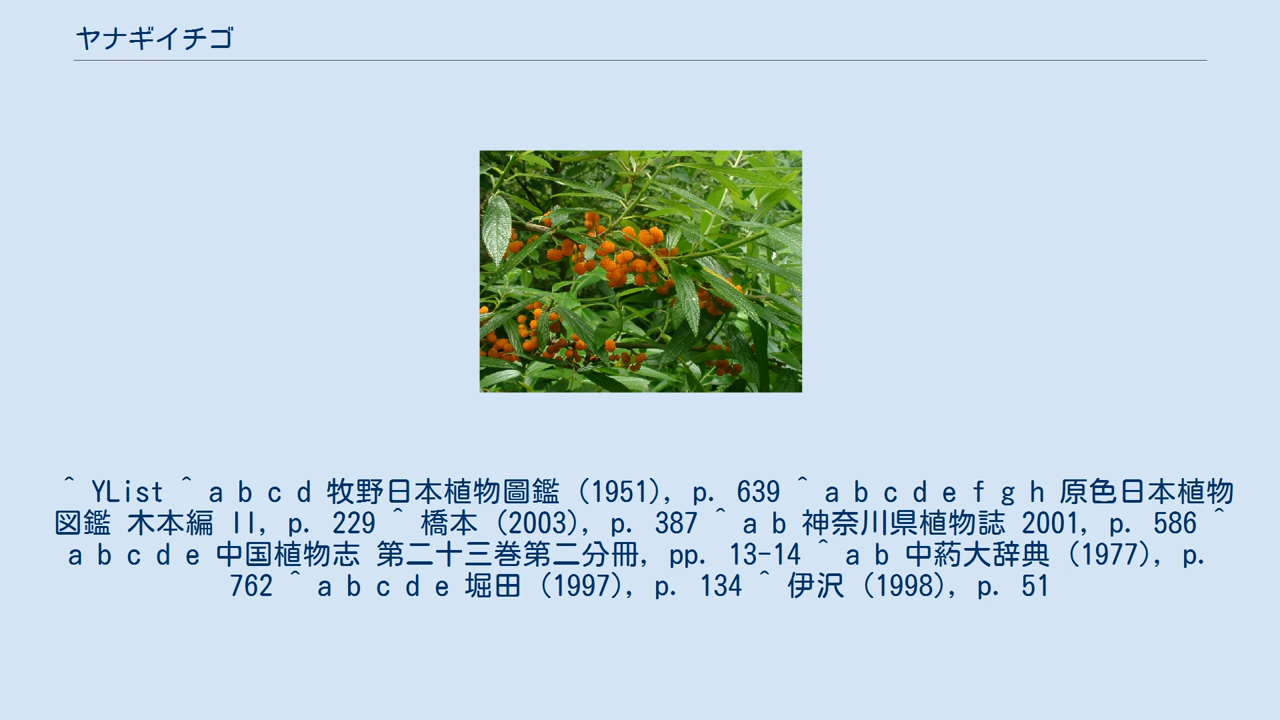 ヤナギイチゴ
^ YList ^ a b c d 牧野日本植物圖鑑 (1951), p. 639 ^ a b c d e f g h 原色日本植物
図鑑 木本編 II, p. 229 ^ 橋本 (2003), p. 387 ^ a b 神奈川県植物誌 2001, p. 586 ^
a b c d e 中国植物志 第二十三巻第二分冊, pp. 13-14 ^ a b 中葯大辞典 (1977), p.
762 ^ a b c d e 堀田 (1997), p. 134 ^ 伊沢 (1998), p. 51